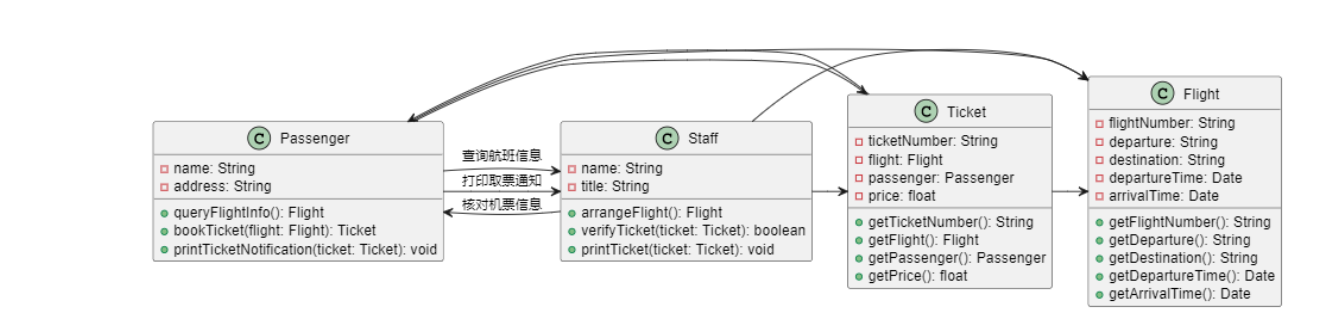 C Passenger
name: String
address: String
queryFlightInfo(): Flight
bookTicket(flight: Flight): Ticket
printTicketNotification(ticket: Ticket): void
查询航班信息
打印取票通知
核对机票信息
C Staff
name: String
title: String
arrangeFlight(): Flight
verifyTicket(ticket: Ticket): boolean
printTicket(ticket: Ticket): void
C Ticket
ticketNumber: String
flight: Flight
passenger: Passenger
price: float
getTicketNumber(): String
getFlight(): Flight
getPassenger(): Passenger
getPrice(): float
C Flight
flightNumber: String
departure: String
destination: String
departureTime: Date
arrivalTime: Date
getFlightNumber(): String
getDeparture(): String
getDestination(): String
getDepartureTime(): Date
getArrivalTime(): Date